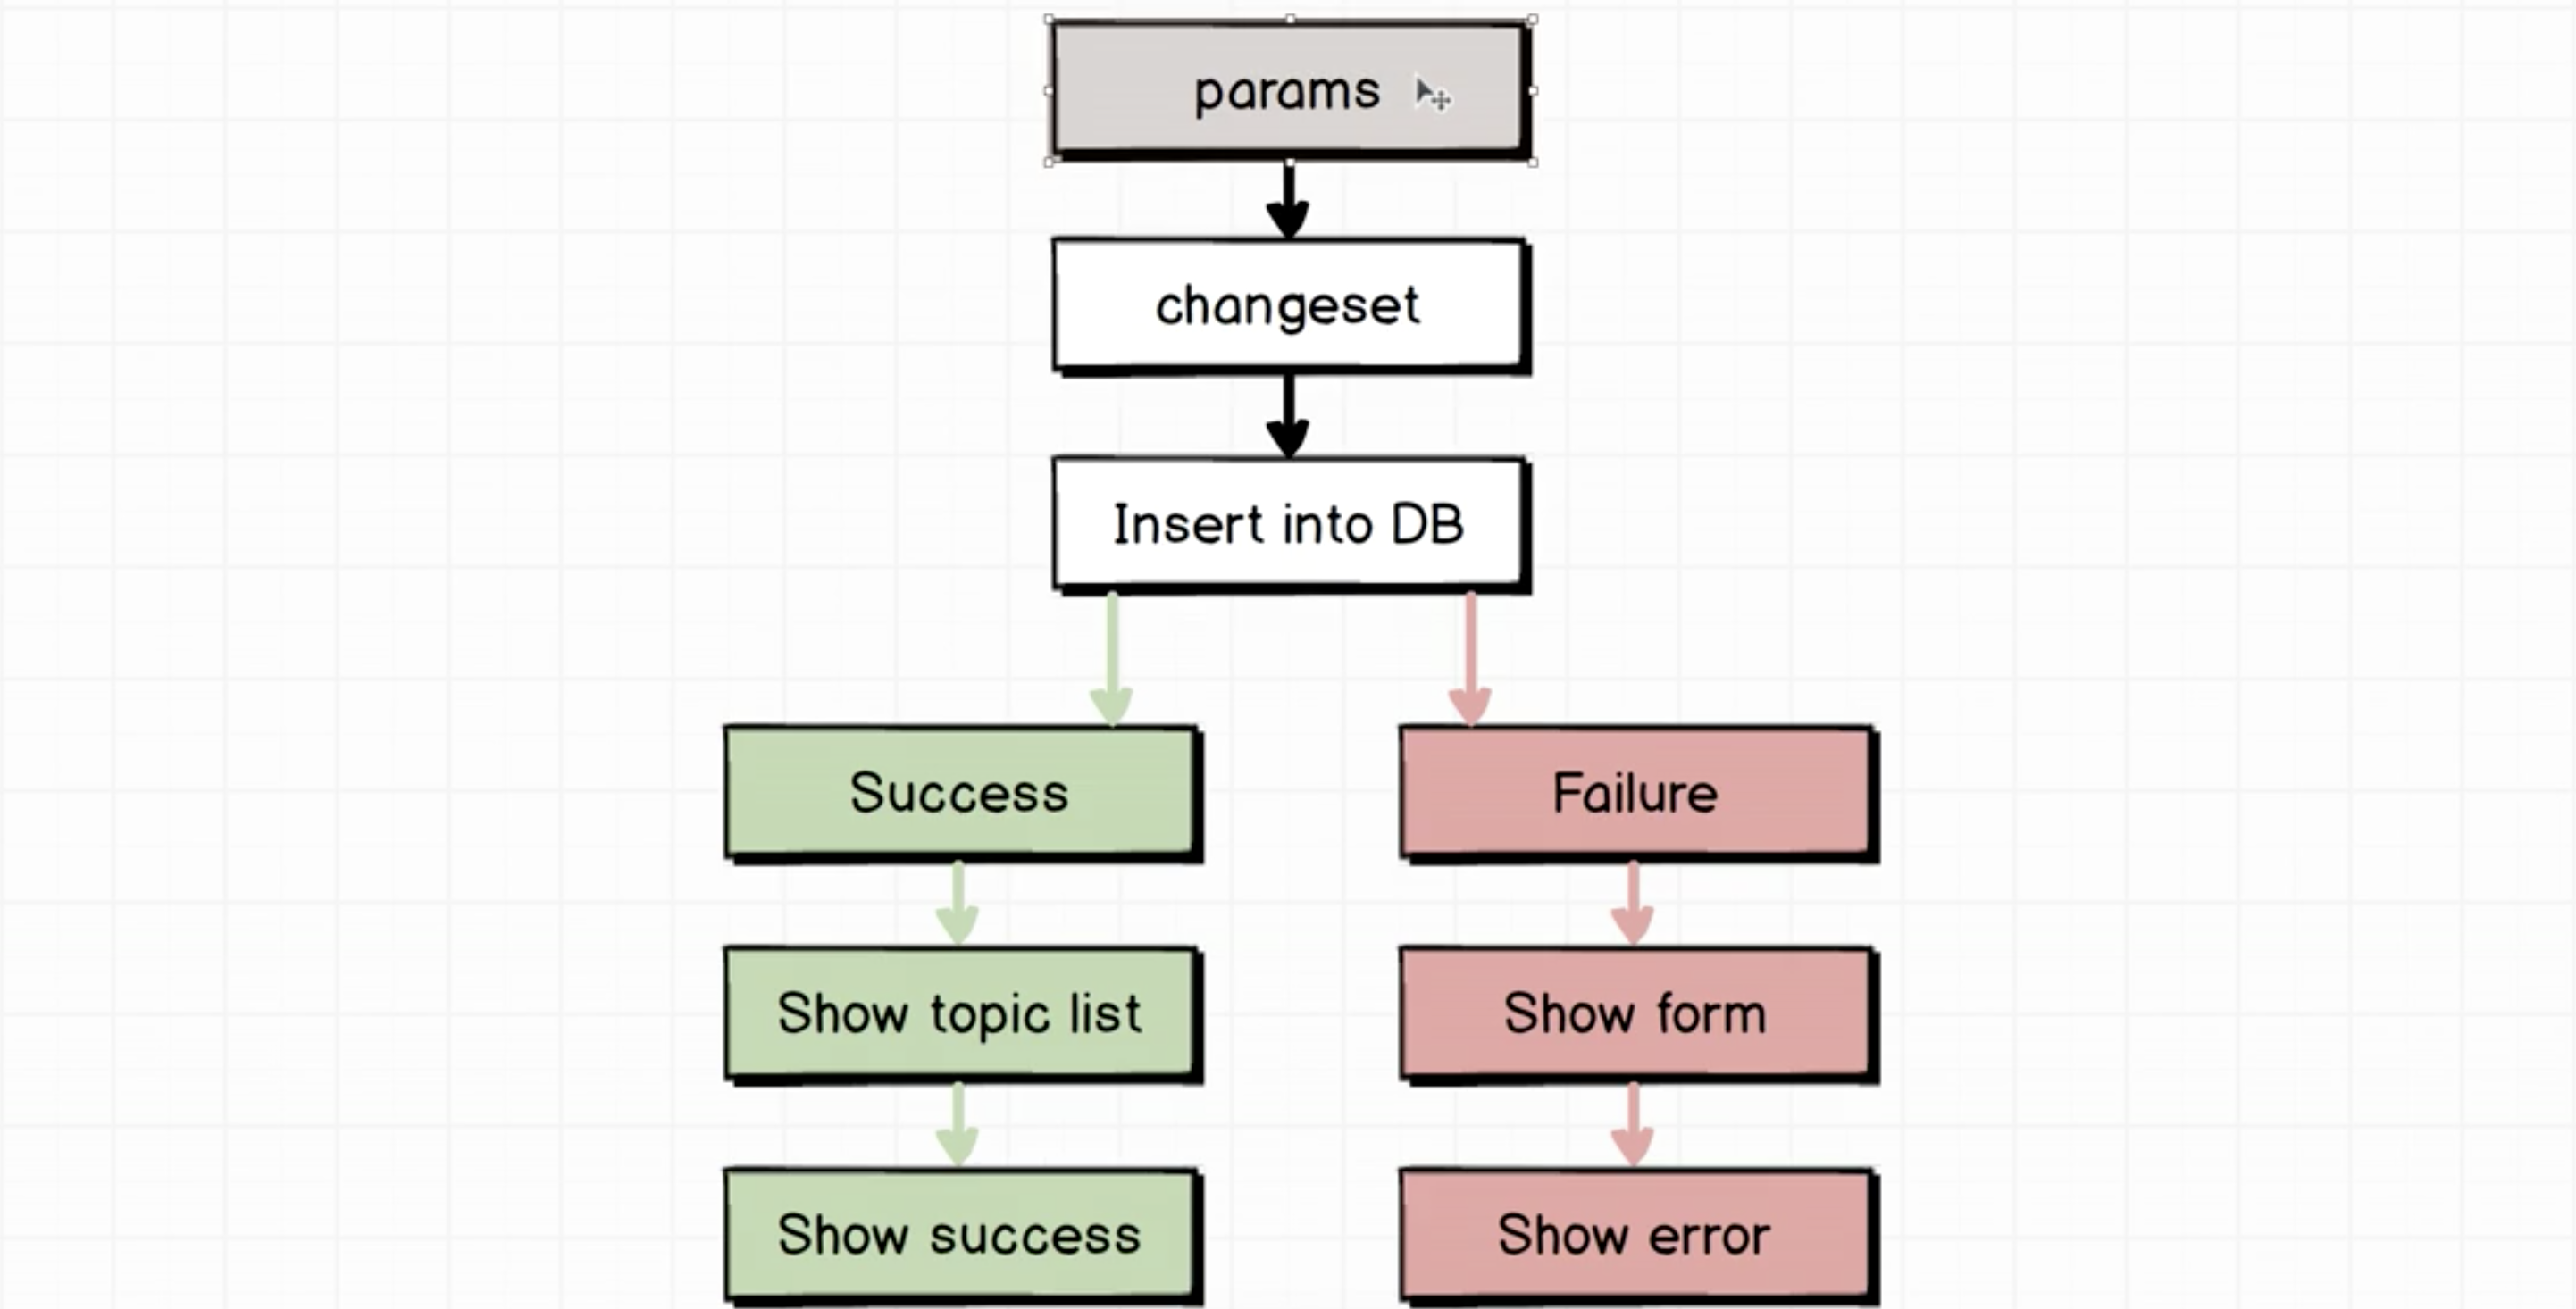 params
changeset
Insert into DB
Success
Failure
Show topic list
Show form
Show success
Show error